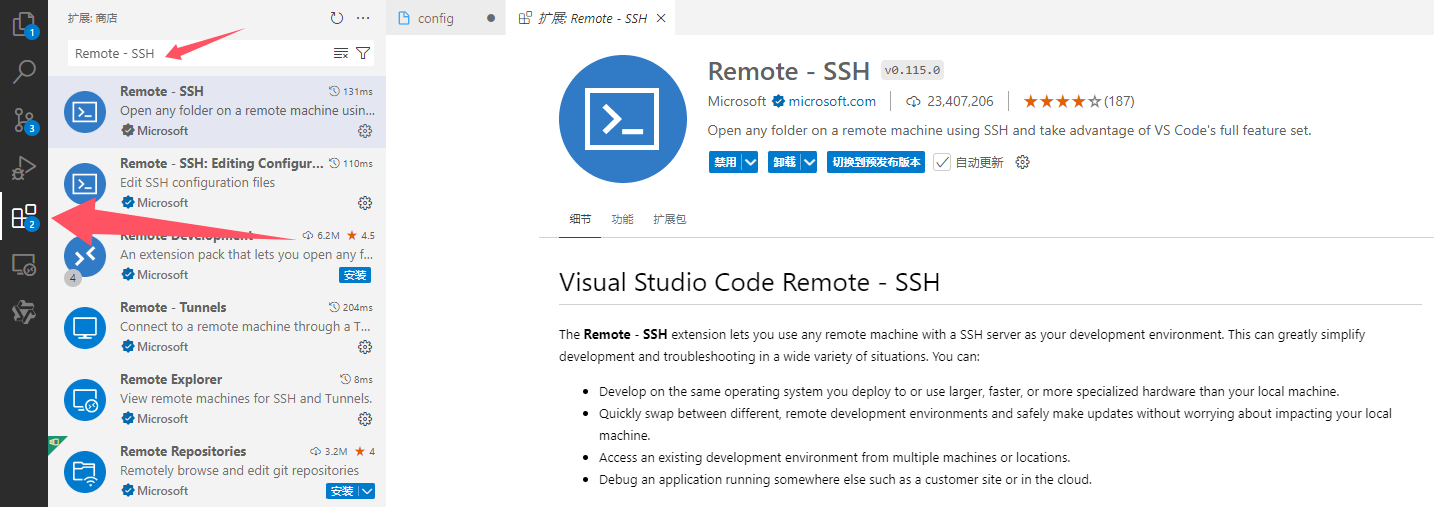 扩展: 商店
Remote - SSH
Remote - SSH 131ms
Open any folder on a remote machine usin...
Microsoft
Remote - SSH: Editing Configur... 110ms
Edit SSH configuration files
Microsoft
Remote Development 6.2M 4.5
An extension pack that lets you open any f...
4 Microsoft 安装
Remote - Tunnels 204ms
Connect to a remote machine through a T...
Microsoft
Remote Explorer 8ms
View remote machines for SSH and Tunnels.
Microsoft
Remote Repositories 3.2M 4
Remotely browse and edit git repositories
Microsoft 安装
1
3
2
config
扩展: Remote - SSH
Remote - SSH v0.115.0
Microsoft microsoft.com 23,407,206 (187)
Open any folder on a remote machine using SSH and take advantage of VS Code's full feature set.
禁用 卸载 切换到预发布版本 自动更新
细节 功能 扩展包
Visual Studio Code Remote - SSH
The Remote - SSH extension lets you use any remote machine with a SSH server as your development environment. This can greatly simplify
development and troubleshooting in a wide variety of situations. You can:
Develop on the same operating system you deploy to or use larger, faster, or more specialized hardware than your local machine.
Quickly swap between different, remote development environments and safely make updates without worrying about impacting your local
machine.
Access an existing development environment from multiple machines or locations.
Debug an application running somewhere else such as a customer site or in the cloud.